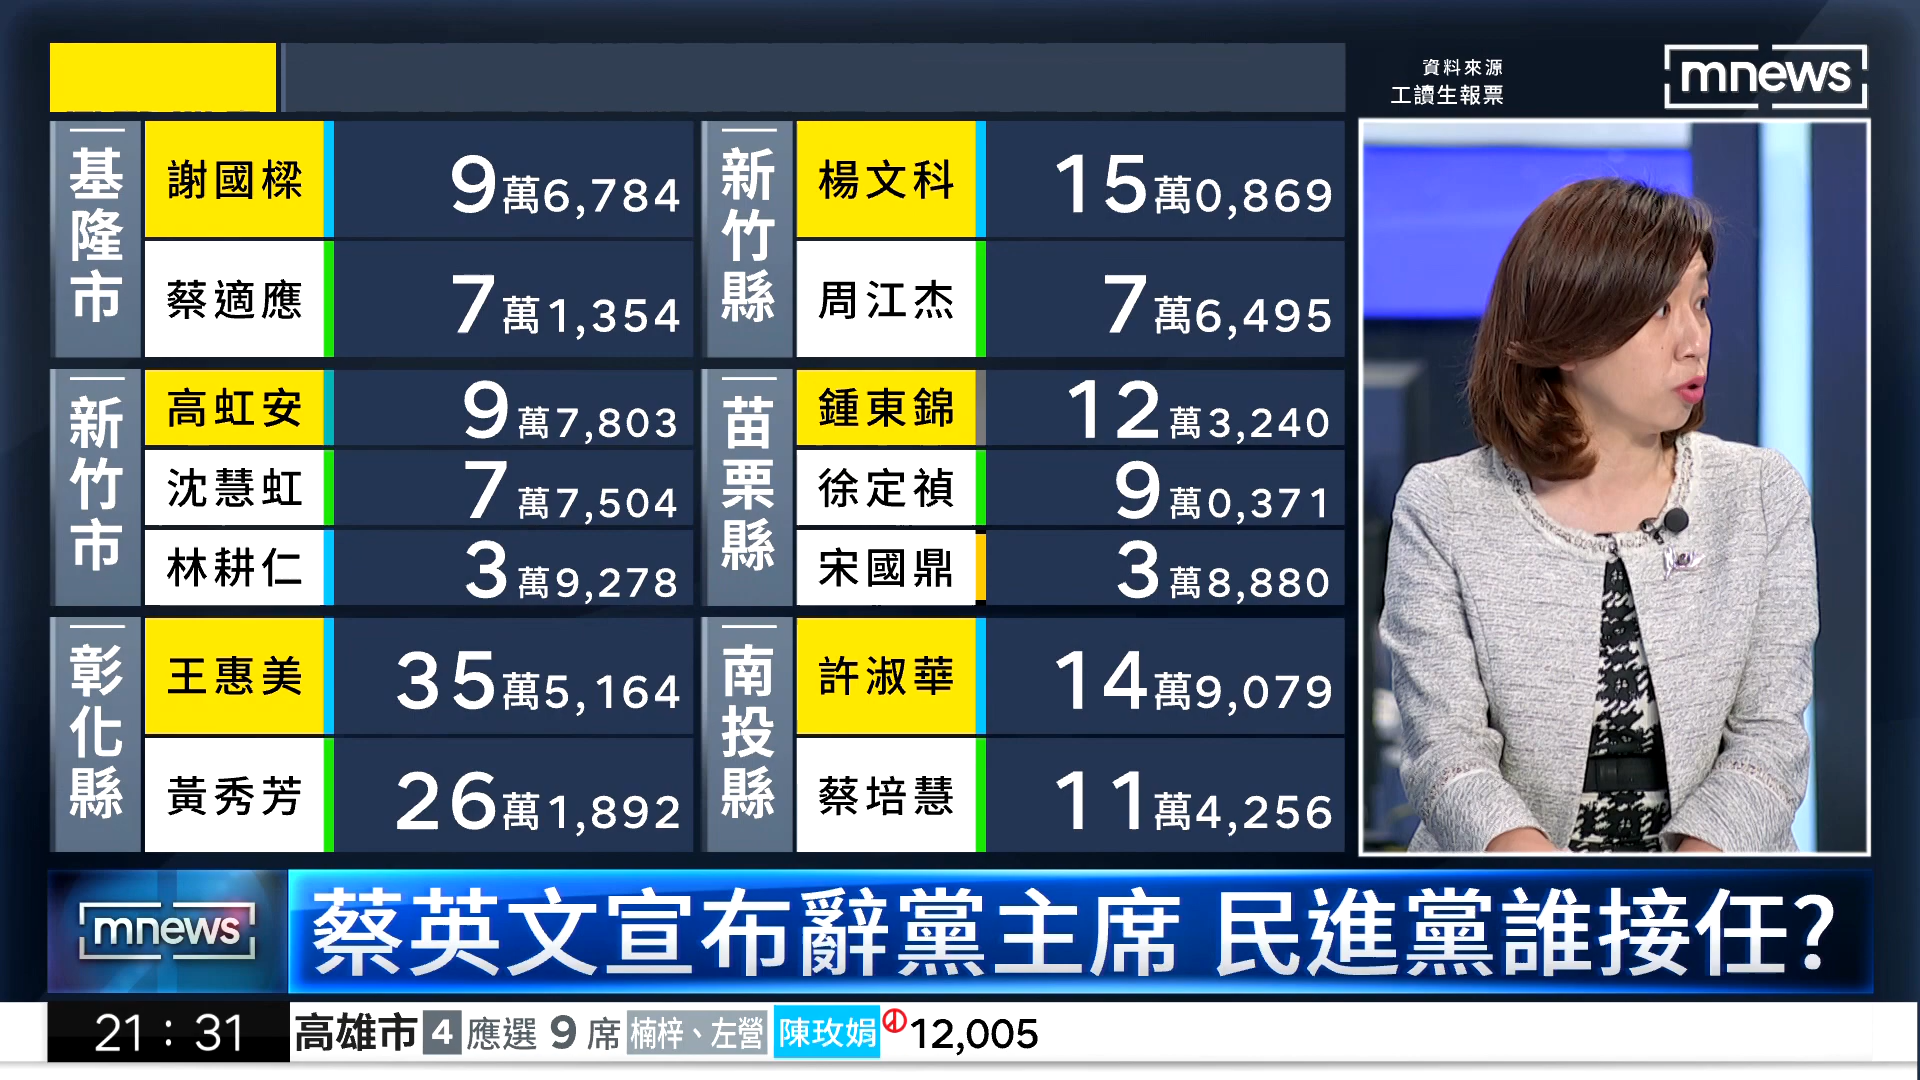 資料來源
工讀生報票
mnews
基隆市
謝國樑 9萬6,784
蔡適應 7萬1,354
新竹縣
楊文科 15萬0,869
周江杰 7萬6,495
新竹市
高虹安 9萬7,803
沈慧虹 7萬7,504
林耕仁 3萬9,278
苗栗縣
鍾東錦 12萬3,240
徐定禎 9萬0,371
宋國鼎 3萬8,880
彰化縣
王惠美 35萬5,164
黃秀芳 26萬1,892
南投縣
許淑華 14萬9,079
蔡培慧 11萬4,256
mnews
蔡英文宣布辭黨主席 民進黨誰接任?
21:31
高雄市 4 應選 9 席 楠梓、左營 陳玫娟 12,005